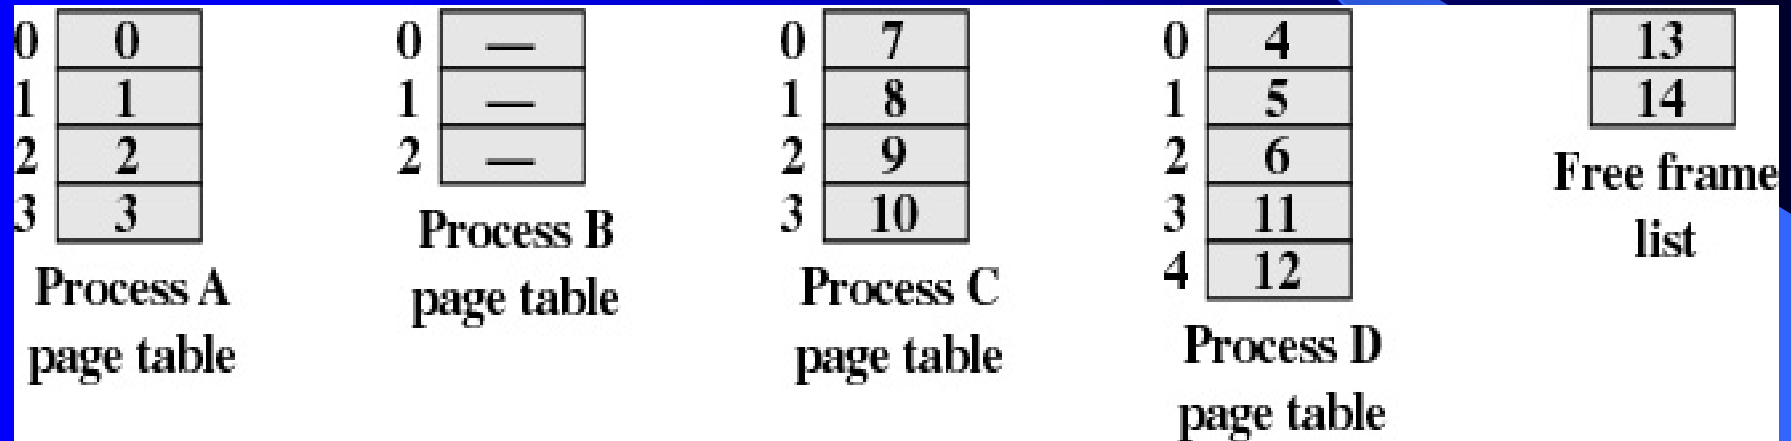 0 0
1 1
2 2
3 3
Process A
page table
0 —
1 —
2 —
Process B
page table
0 7
1 8
2 9
3 10
Process C
page table
0 4
1 5
2 6
3 11
4 12
Process D
page table
13
14
Free frame
list